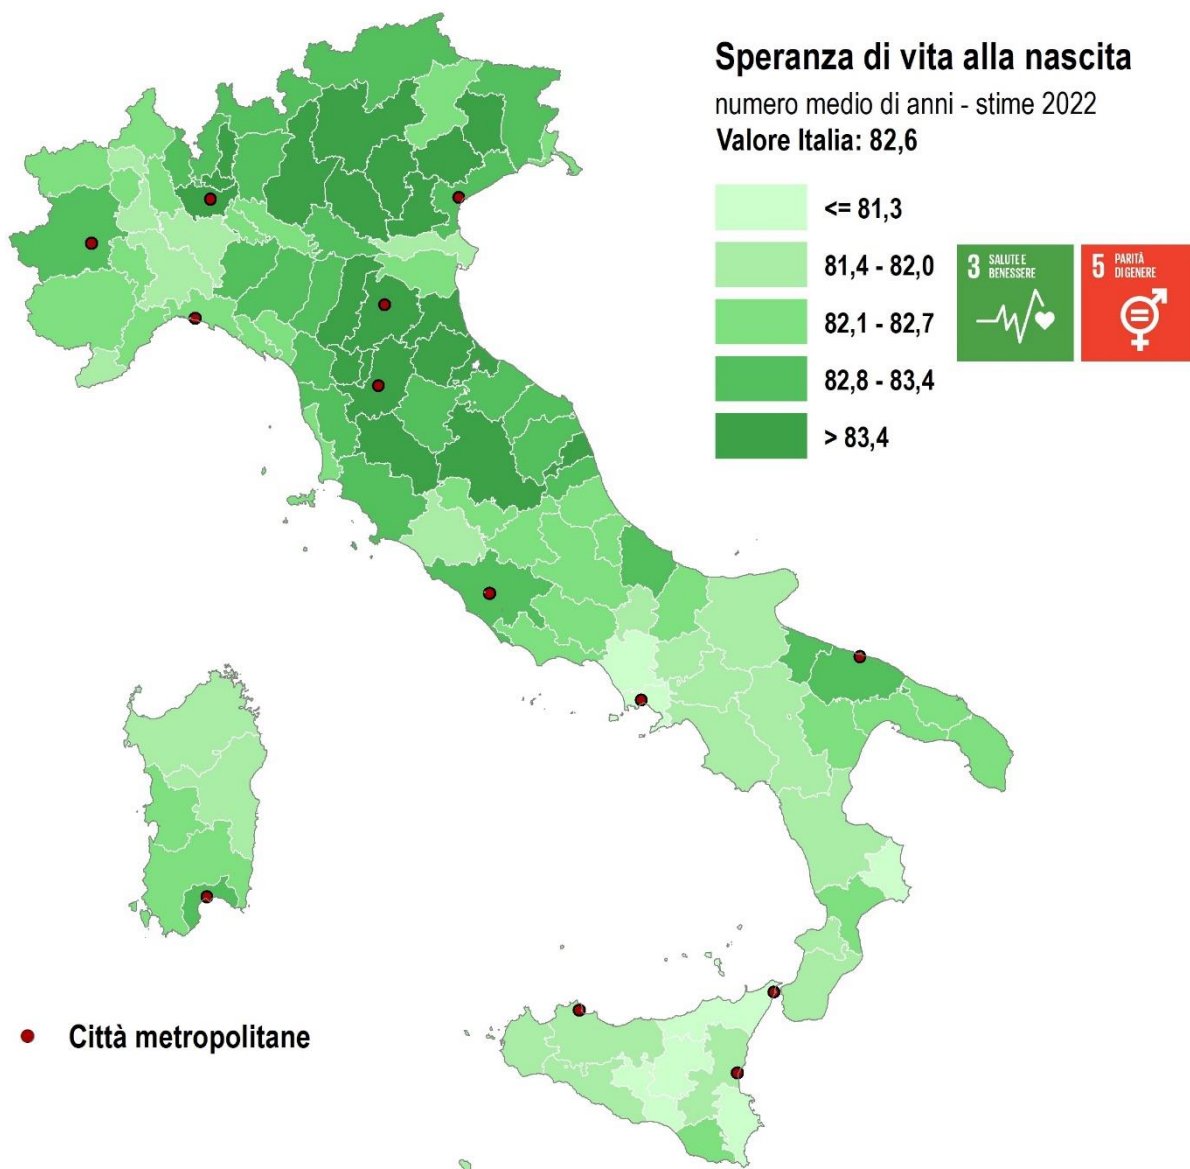 Speranza di vita alla nascita
numero medio di anni - stime 2022
Valore Italia: 82,6
<= 81,3
81,4 - 82,0
82,1 - 82,7
82,8 - 83,4
> 83,4
3 SALUTE E
BENESSERE
5 PARITÀ
DI GENERE
Città metropolitane